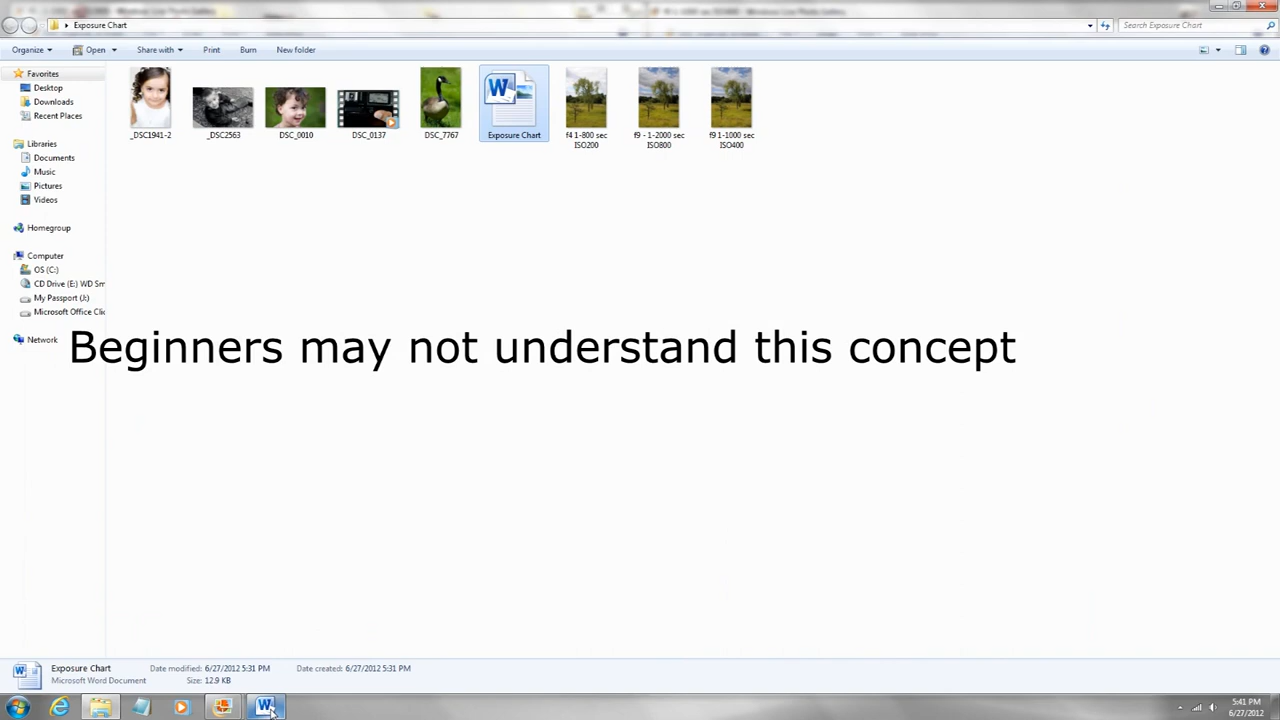 Exposure Chart
Search Exposure Chart
Organize
Open
Share with
Print
Burn
New folder
Favorites
Desktop
Downloads
Recent Places
Libraries
Documents
Music
Pictures
Videos
Homegroup
Computer
OS (C:)
CD Drive (E:) WD Sm
My Passport (J:)
Microsoft Office Clic
Network
_DSC1941-2
_DSC2563
DSC_0010
DSC_0137
DSC_7767
Exposure Chart
f4 1-800 sec
ISO200
f9 - 1-2000 sec
ISO800
f9 1-1000 sec
ISO400
Beginners may not understand this concept
Exposure Chart
Date modified: 6/27/2012 5:31 PM
Date created: 6/27/2012 5:31 PM
Microsoft Word Document
Size: 12.9 KB
5:41 PM
6/27/2012